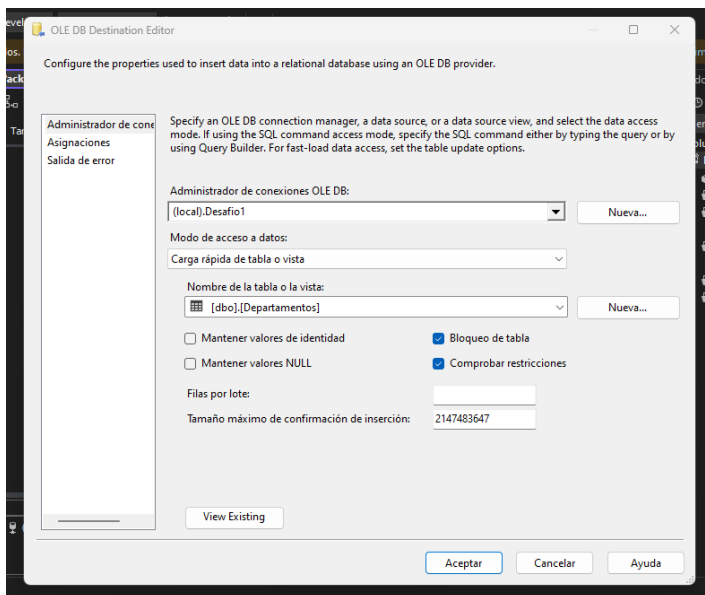 OLE DB Destination Editor
Configure the properties used to insert data into a relational database using an OLE DB provider.
Administrador de cone
Asignaciones
Salida de error
Specify an OLE DB connection manager, a data source, or a data source view, and select the data access
mode. If using the SQL command access mode, specify the SQL command either by typing the query or by
using Query Builder. For fast-load data access, set the table update options.
Administrador de conexiones OLE DB:
(local).Desafio1
Nueva...
Modo de acceso a datos:
Carga rápida de tabla o vista
Nombre de la tabla o la vista:
[dbo].[Departamentos]
Nueva...
Mantener valores de identidad
Bloqueo de tabla
Mantener valores NULL
Comprobar restricciones
Filas por lote:
Tamaño máximo de confirmación de inserción:
2147483647
View Existing
Aceptar
Cancelar
Ayuda